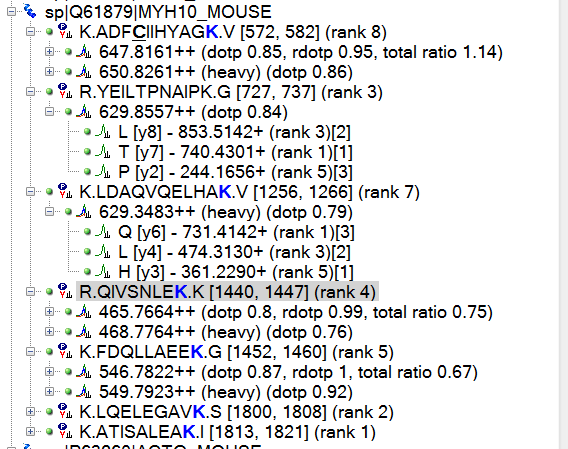 sp|Q61879|MYH10_MOUSE
K.ADFCIIHYAGK.V [572, 582] (rank 8)
647.8161++ (dotp 0.85, rdotp 0.95, total ratio 1.14)
650.8261++ (heavy) (dotp 0.86)
R.YEILTPNAIPK.G [727, 737] (rank 3)
629.8557++ (dotp 0.84)
L [y8] - 853.5142+ (rank 3)[2]
T [y7] - 740.4301+ (rank 1)[1]
P [y2] - 244.1656+ (rank 5)[3]
K.LDAQVQELHAK.V [1256, 1266] (rank 7)
629.3483++ (heavy) (dotp 0.79)
Q [y6] - 731.4142+ (rank 1)[3]
L [y4] - 474.3130+ (rank 3)[2]
H [y3] - 361.2290+ (rank 5)[1]
R.QIVSNLEK.K [1440, 1447] (rank 4)
465.7664++ (dotp 0.8, rdotp 0.99, total ratio 0.75)
468.7764++ (heavy) (dotp 0.76)
K.FDQLLAEEK.G [1452, 1460] (rank 5)
546.7822++ (dotp 0.87, rdotp 1, total ratio 0.67)
549.7923++ (heavy) (dotp 0.92)
K.LQELEGAVK.S [1800, 1808] (rank 2)
K.ATISALEAK.I [1813, 1821] (rank 1)